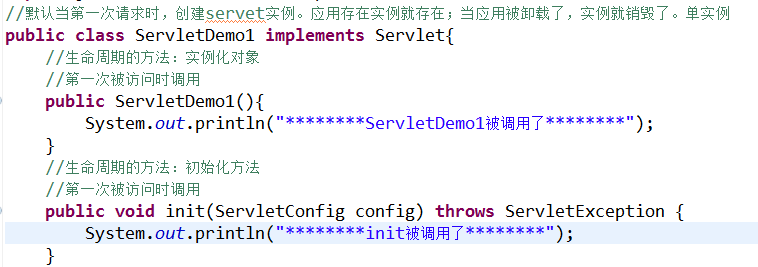 //默认当第一次请求时，创建servet实例。应用存在实例就存在；当应用被卸载了，实例就销毁了。单实例
public class ServletDemo1 implements Servlet{
//生命周期的方法：实例化对象
//第一次被访问时调用
public ServletDemo1(){
System.out.println("********ServletDemo1被调用了********");
}
//生命周期的方法：初始化方法
//第一次被访问时调用
public void init(ServletConfig config) throws ServletException {
System.out.println("********init被调用了********");
}